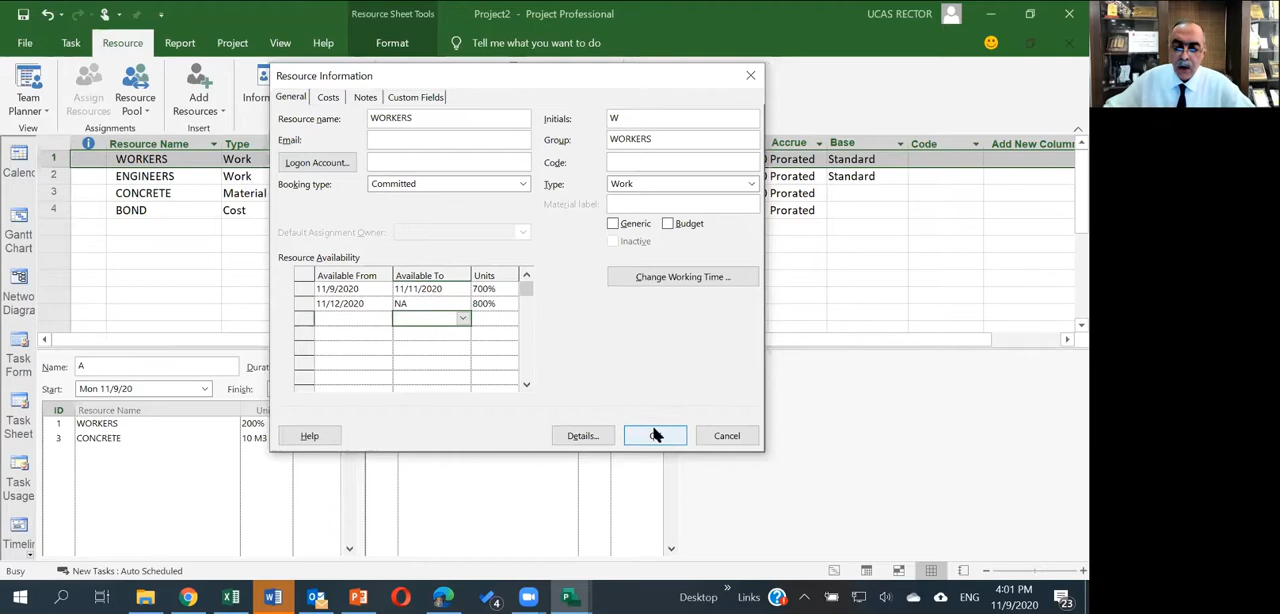 Resource Sheet Tools
Project2 - Project Professional
UCAS RECTOR
File Task Resource Report Project View Help Format Tell me what you want to do
Team Planner
Assign Resources
Resource Pool
Add Resources
View Assignments Insert
Resource Information
General Costs Notes Custom Fields
Resource name: WORKERS Initials: W
Email: Group: WORKERS
Logon Account... Code:
Booking type: Committed Type: Work
Material label:
Generic Budget
Default Assignment Owner: Inactive
Resource Availability
Available From Available To Units
11/9/2020 11/11/2020 700%
11/12/2020 NA 800%
Change Working Time ...
Help Details... Cancel
Resource Name Type Accrue Base Code Add New Column
1 WORKERS Work Prorated Standard
2 ENGINEERS Work Prorated Standard
3 CONCRETE Material Prorated
4 BOND Cost Prorated
Gantt Chart
Task Form
Task Sheet
Task Usage
Name: A
Start: Mon 11/9/20 Finish:
ID Resource Name
1 WORKERS 200%
3 CONCRETE 10 M3
Busy New Tasks : Auto Scheduled
4 Desktop » Links ENG 4:01 PM
11/9/2020
23